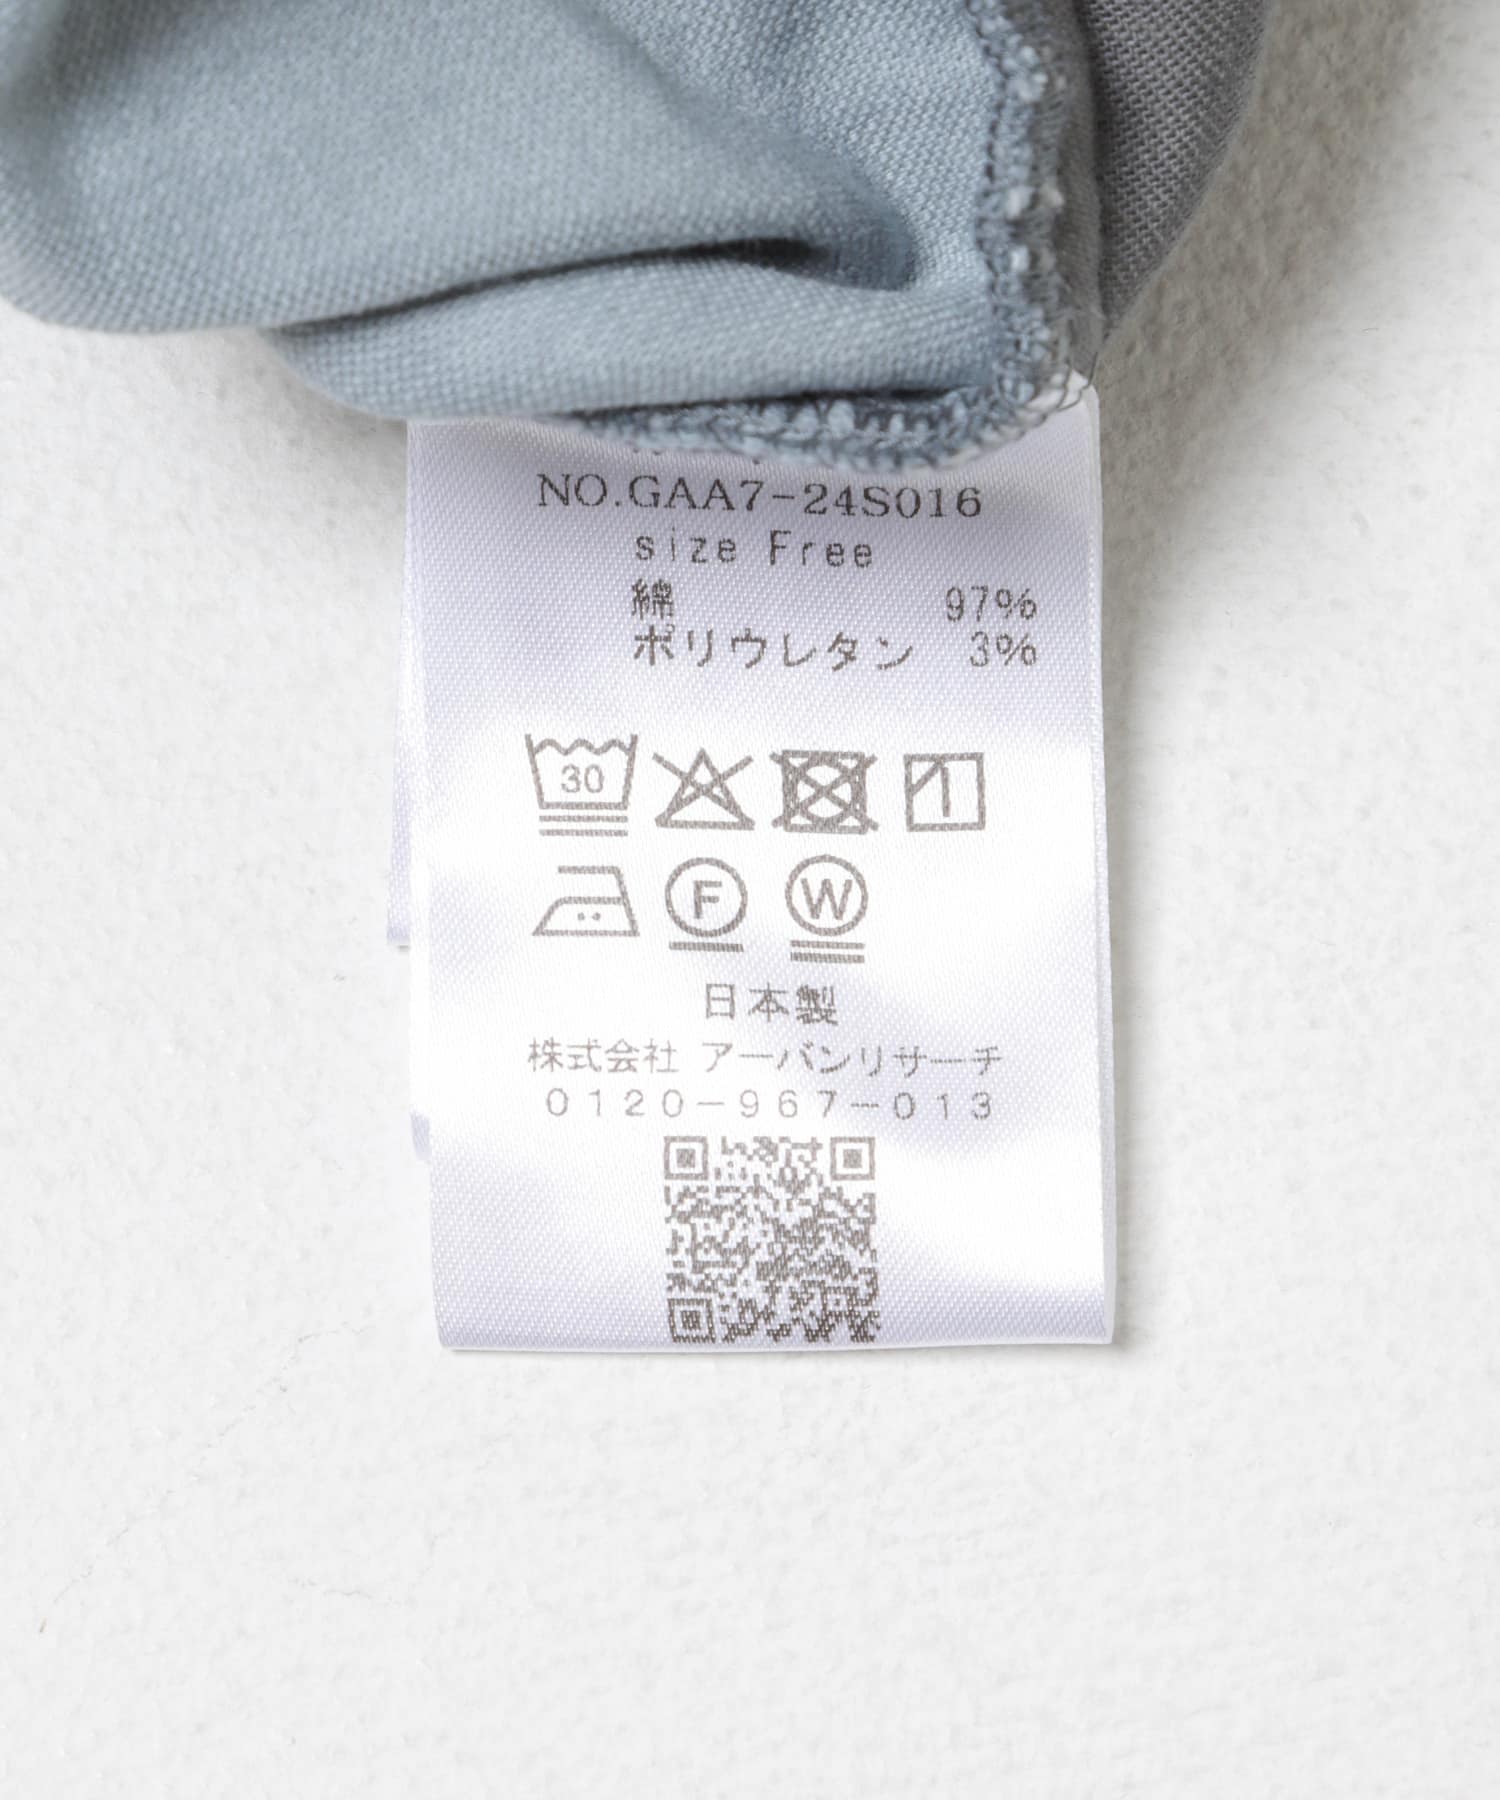 NO.GAA7-24S016
size Free
綿 97%
ポリウレタン 3%
30
F W
日本製
株式会社 アーバンリサーチ
0120-967-013